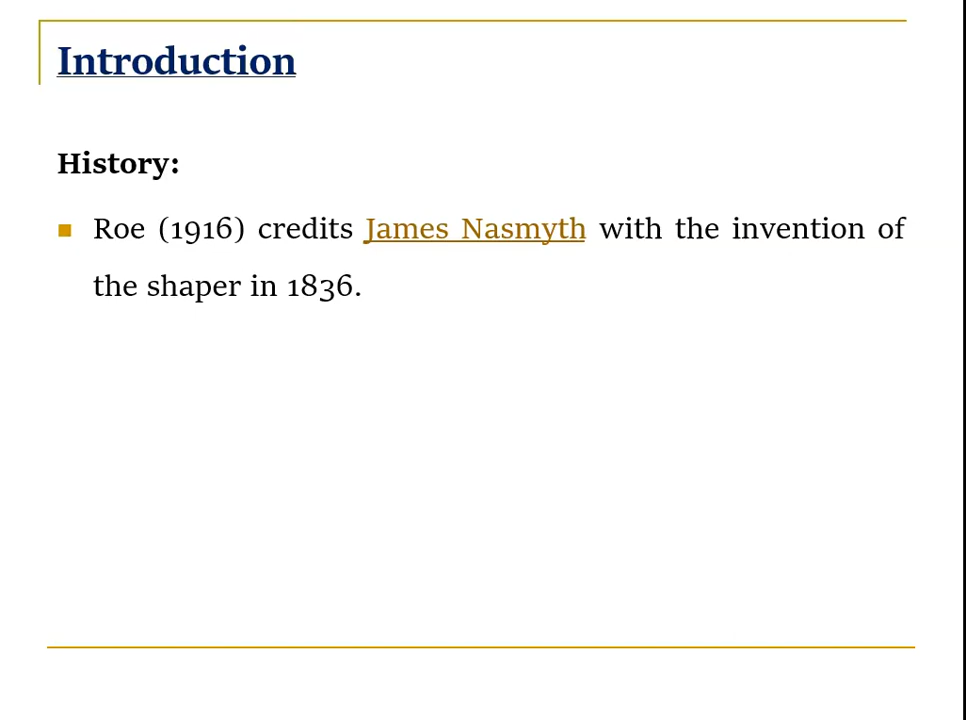 Introduction
History:
Roe (1916) credits James Nasmyth with the invention of
the shaper in 1836.